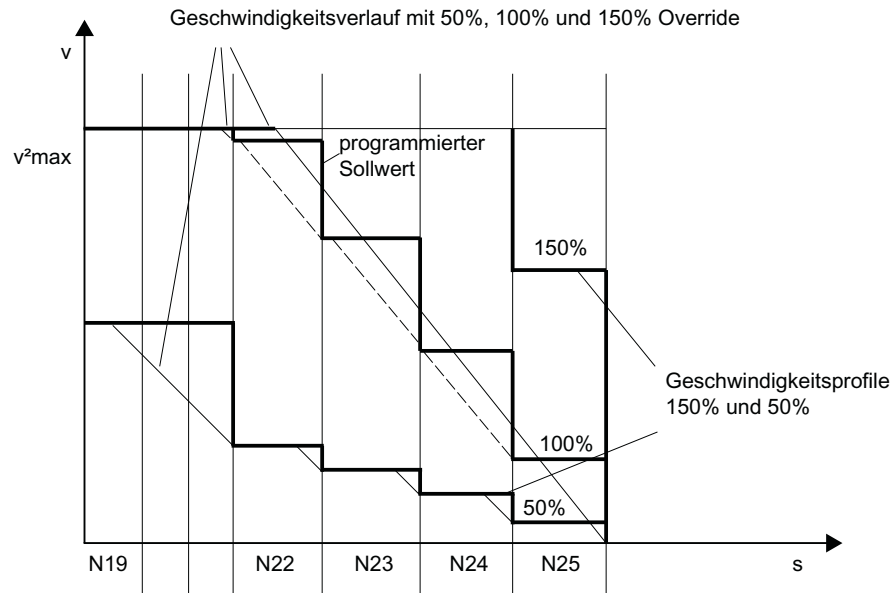 Geschwindigkeitsverlauf mit 50%, 100% und 150% Override
v
v²max
programmierter
Sollwert
150%
Geschwindigkeitsprofile
150% und 50%
100%
50%
N19
N22
N23
N24
N25
s